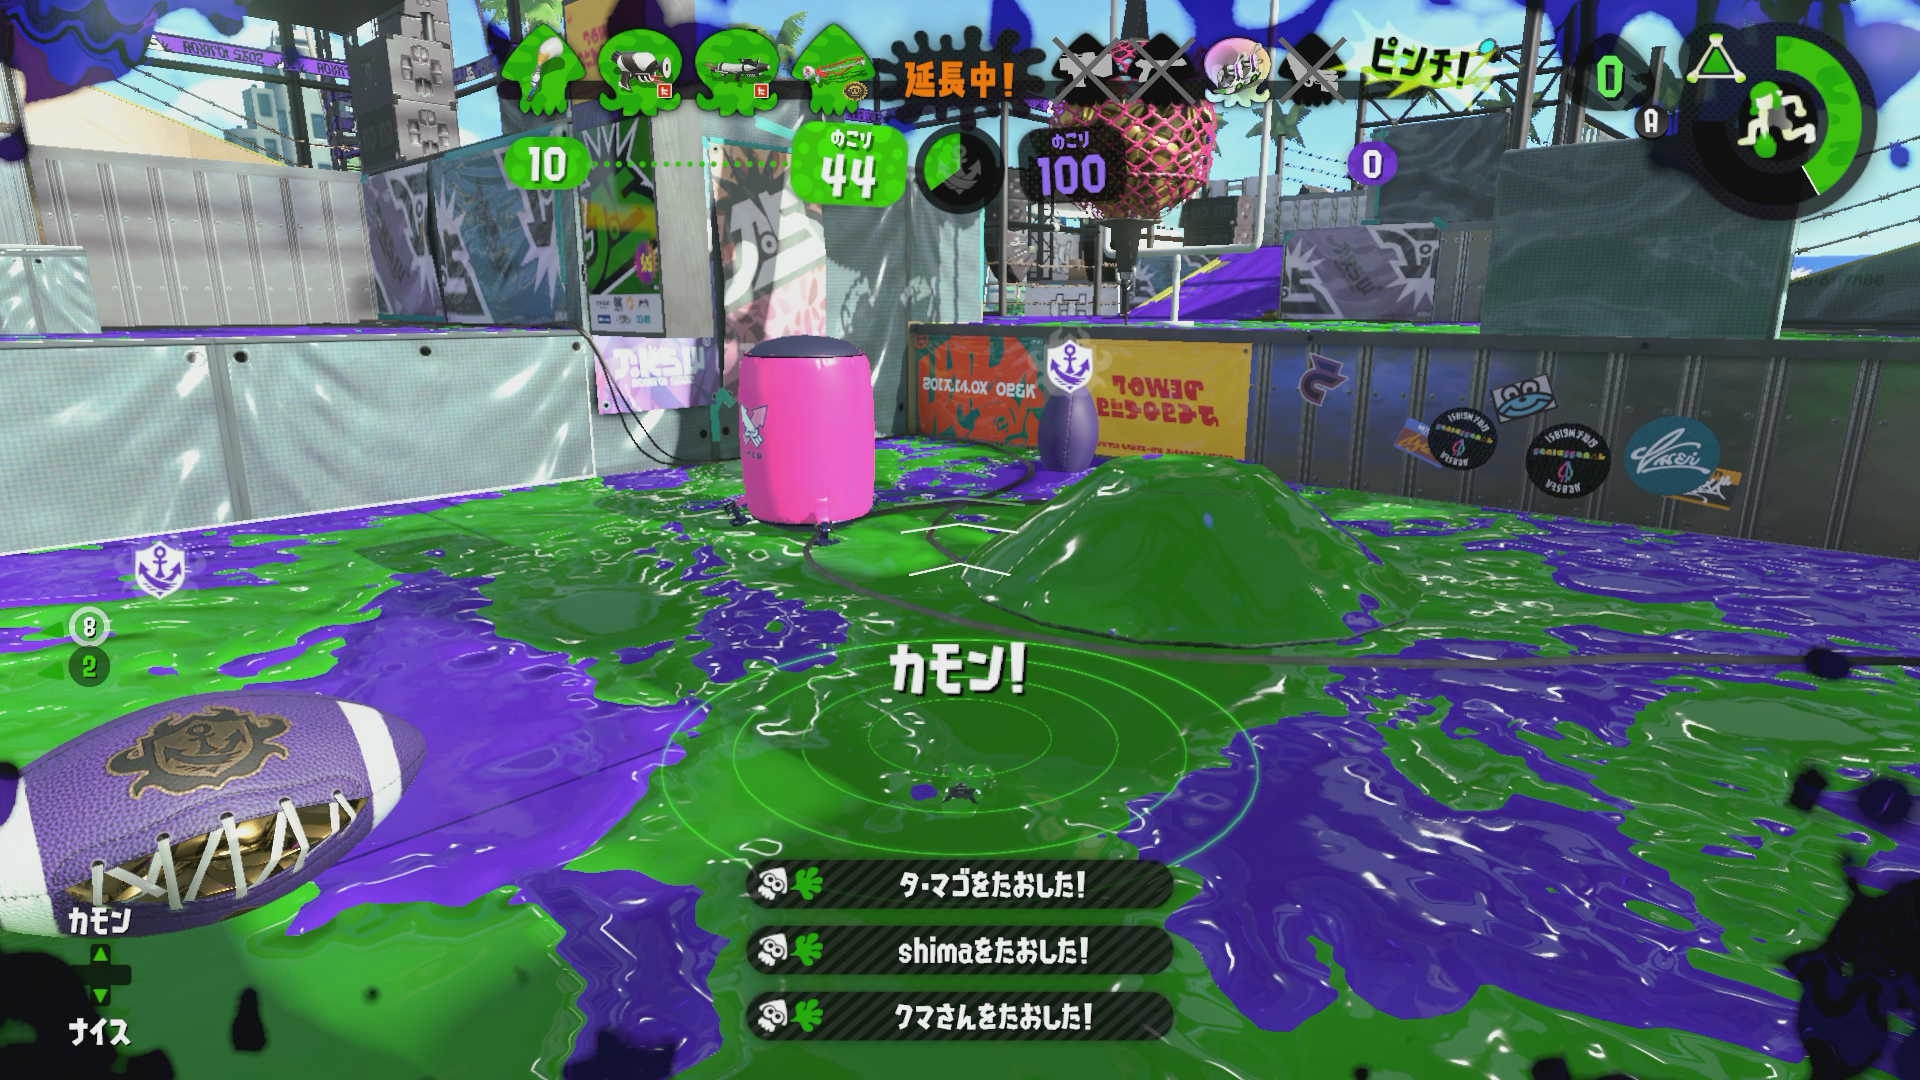 延長中!
ピンチ!
0
A
10
のこり
44
のこり
100
0
8
2
カモン!
カモン
ナイス
タ・マゴをたおした!
shimaをたおした!
クマさんをたおした!